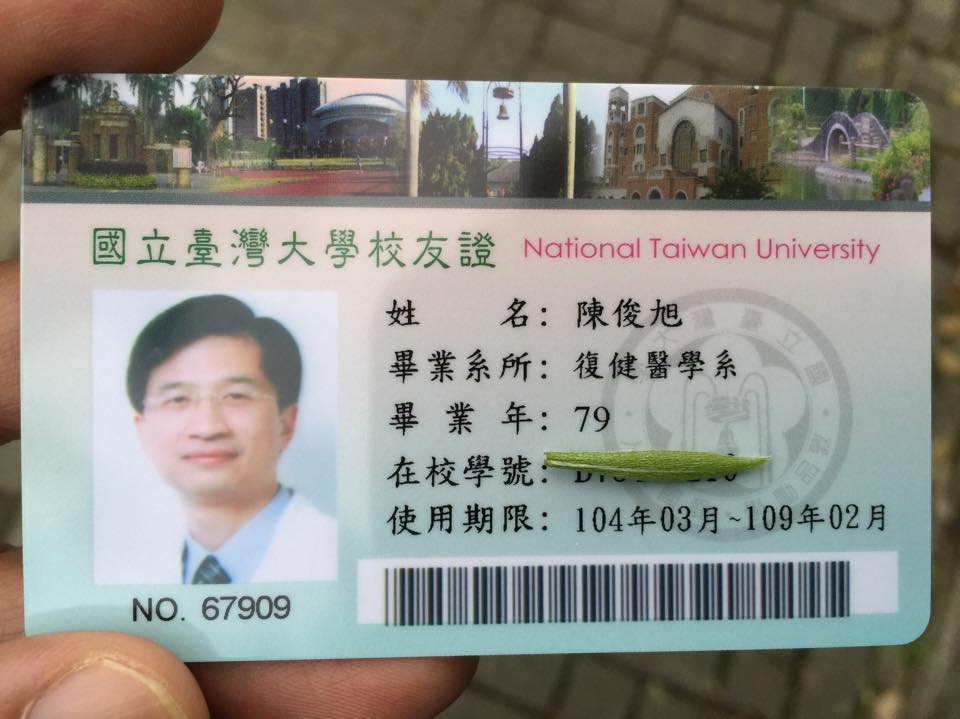 國立臺灣大學校友證 National Taiwan University
姓 名: 陳俊旭
畢業系所: 復健醫學系
畢 業 年: 79
在校學號:
使用期限: 104年03月~109年02月
NO. 67909